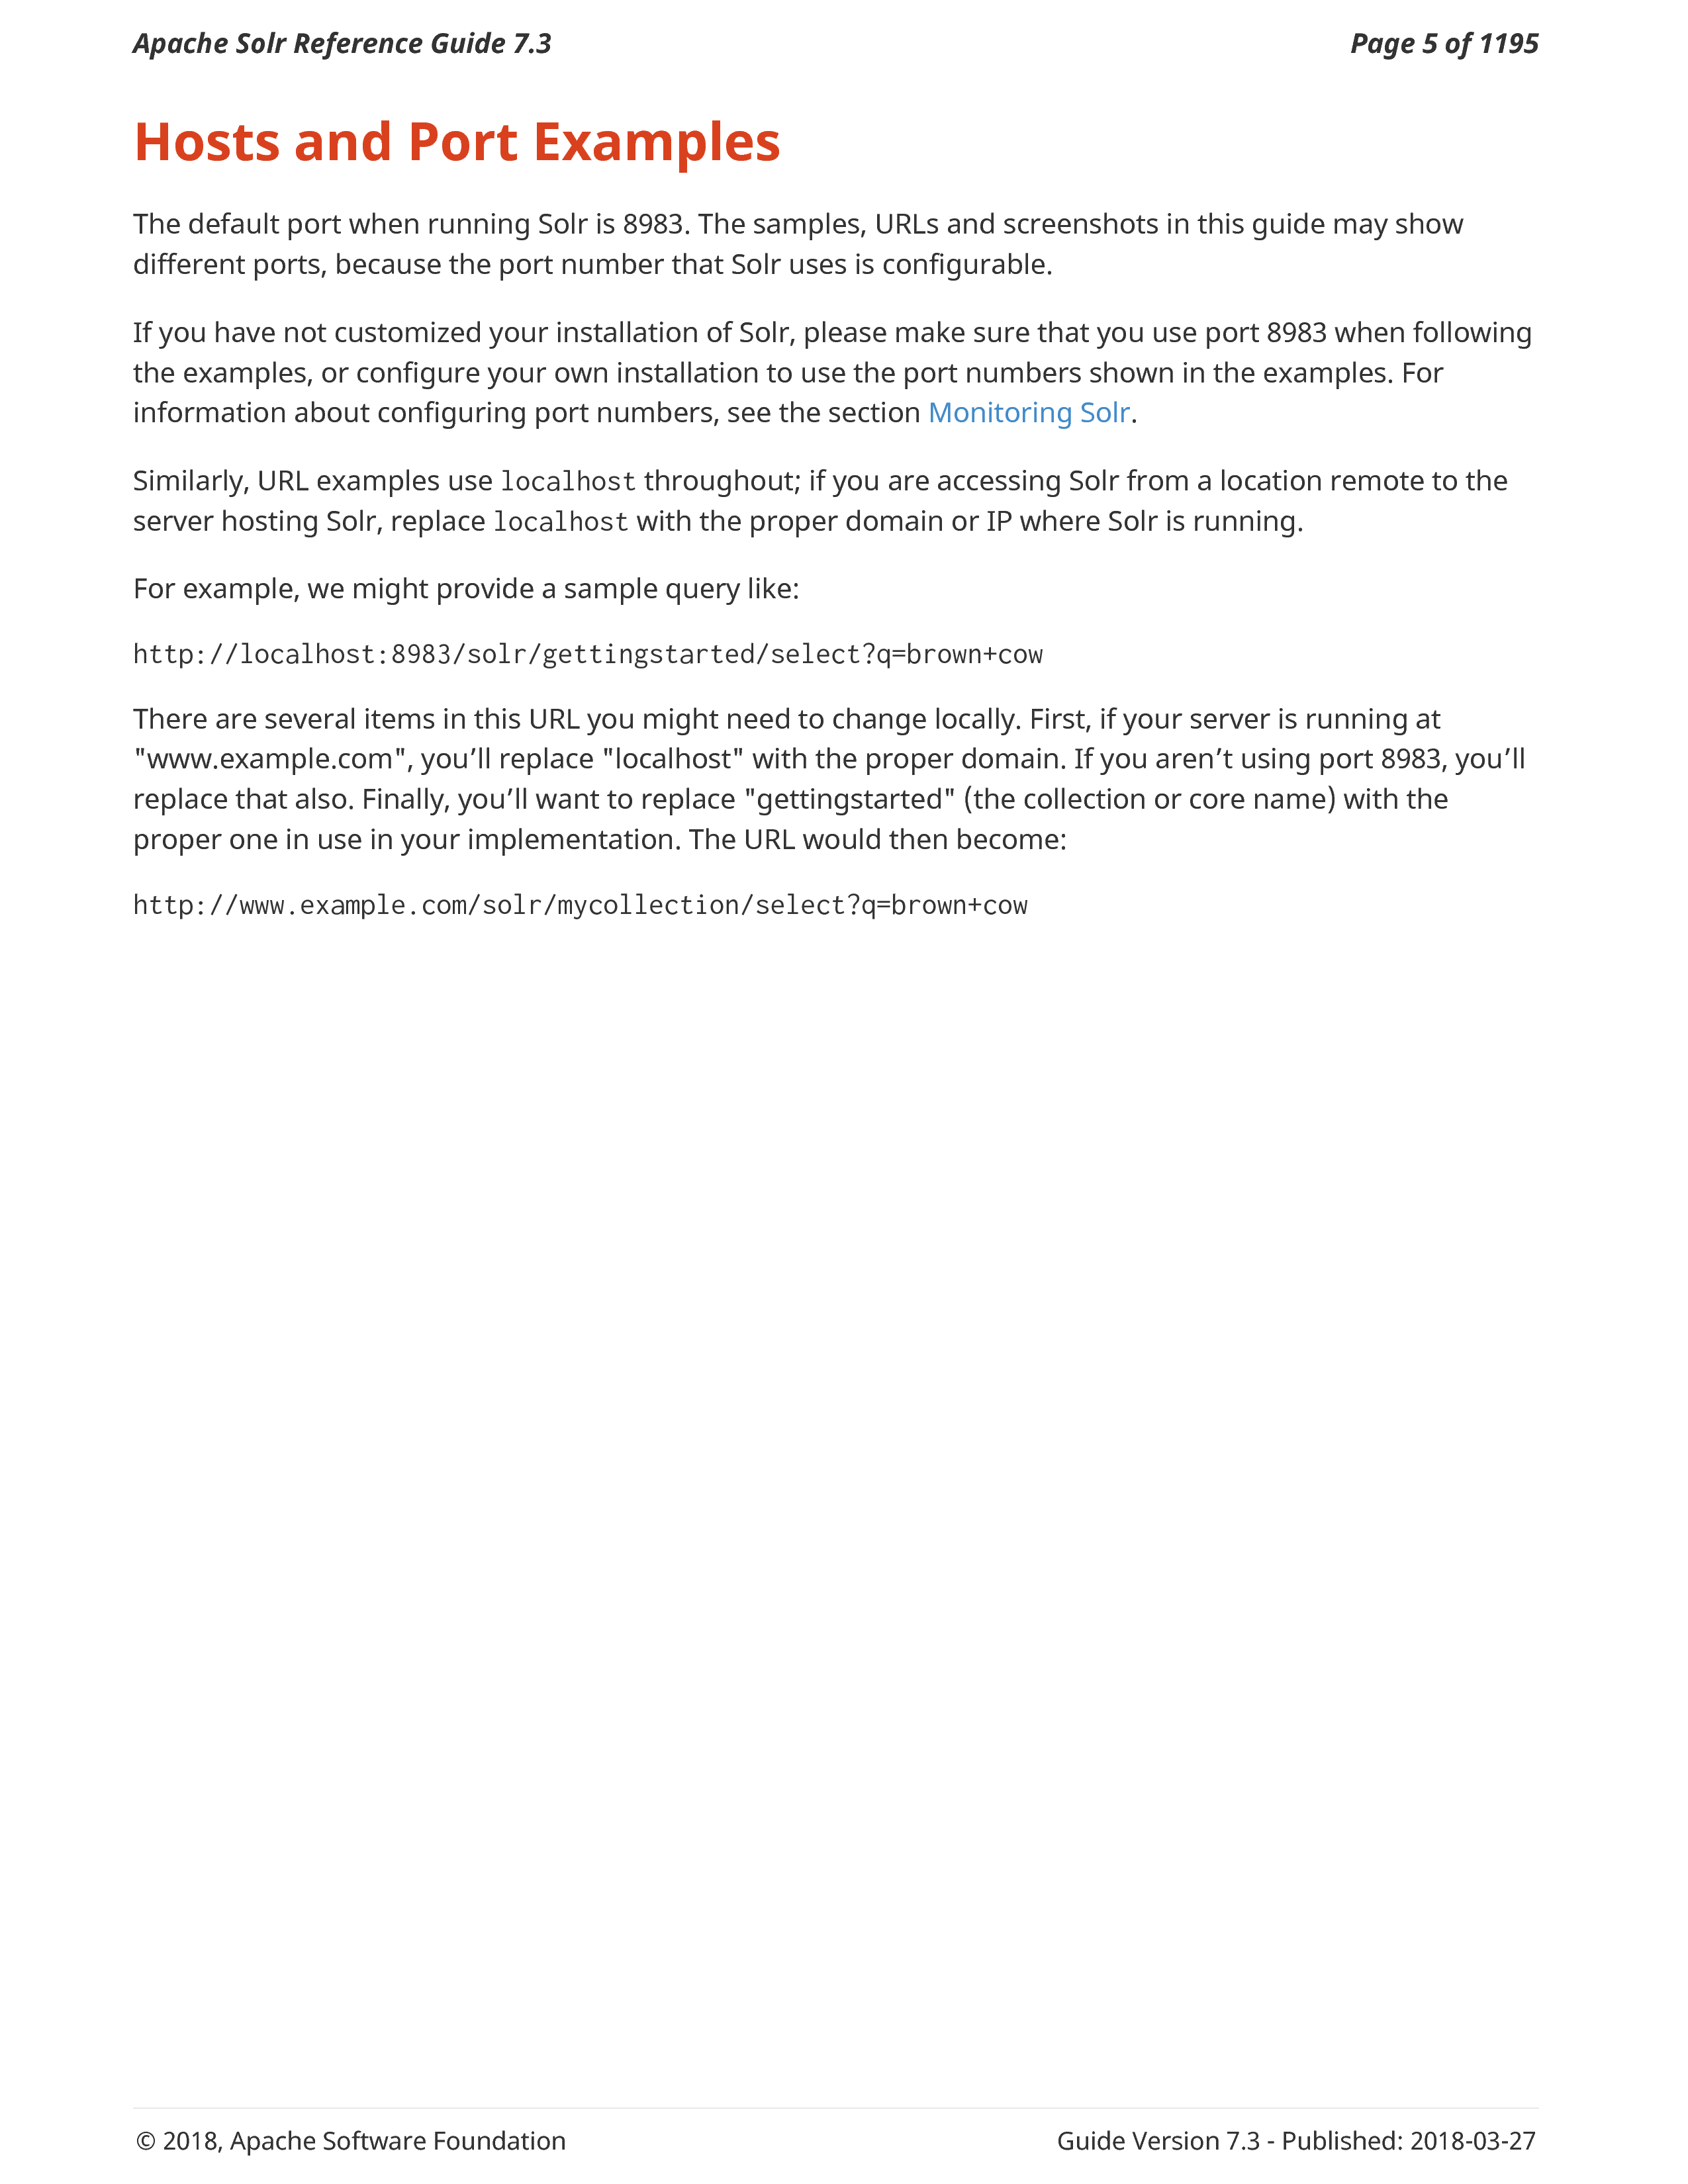 Apache Solr Reference Guide 7.3 Page 5 of 1195
Hosts and Port Examples
The default port when running Solr is 8983. The samples, URLs and screenshots in this guide may show
different ports, because the port number that Solr uses is configurable.
If you have not customized your installation of Solr, please make sure that you use port 8983 when following
the examples, or configure your own installation to use the port numbers shown in the examples. For
information about configuring port numbers, see the section Monitoring Solr.
Similarly, URL examples use localhost throughout; if you are accessing Solr from a location remote to the
server hosting Solr, replace localhost with the proper domain or IP where Solr is running.
For example, we might provide a sample query like:
http://localhost:8983/solr/gettingstarted/select?q=brown+cow
There are several items in this URL you might need to change locally. First, if your server is running at
"www.example.com", you’ll replace "localhost" with the proper domain. If you aren’t using port 8983, you’ll
replace that also. Finally, you’ll want to replace "gettingstarted" (the collection or core name) with the
proper one in use in your implementation. The URL would then become:
http://www.example.com/solr/mycollection/select?q=brown+cow
© 2018, Apache Software Foundation Guide Version 7.3 - Published: 2018-03-27